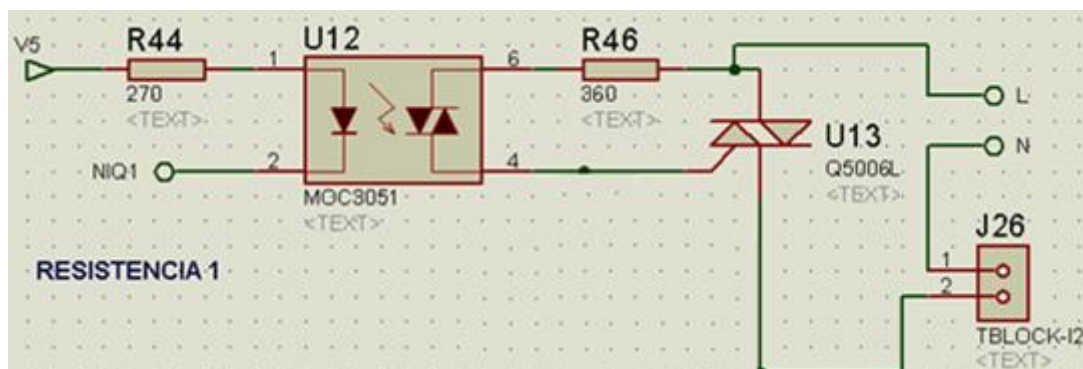 V5
R44
270
<TEXT>
1
U12
6
R46
360
<TEXT>
L
N
NIQ1
2
4
MOC3051
<TEXT>
U13
Q5006L
<TEXT>
RESISTENCIA 1
J26
1
2
TBLOCK-I2
<TEXT>